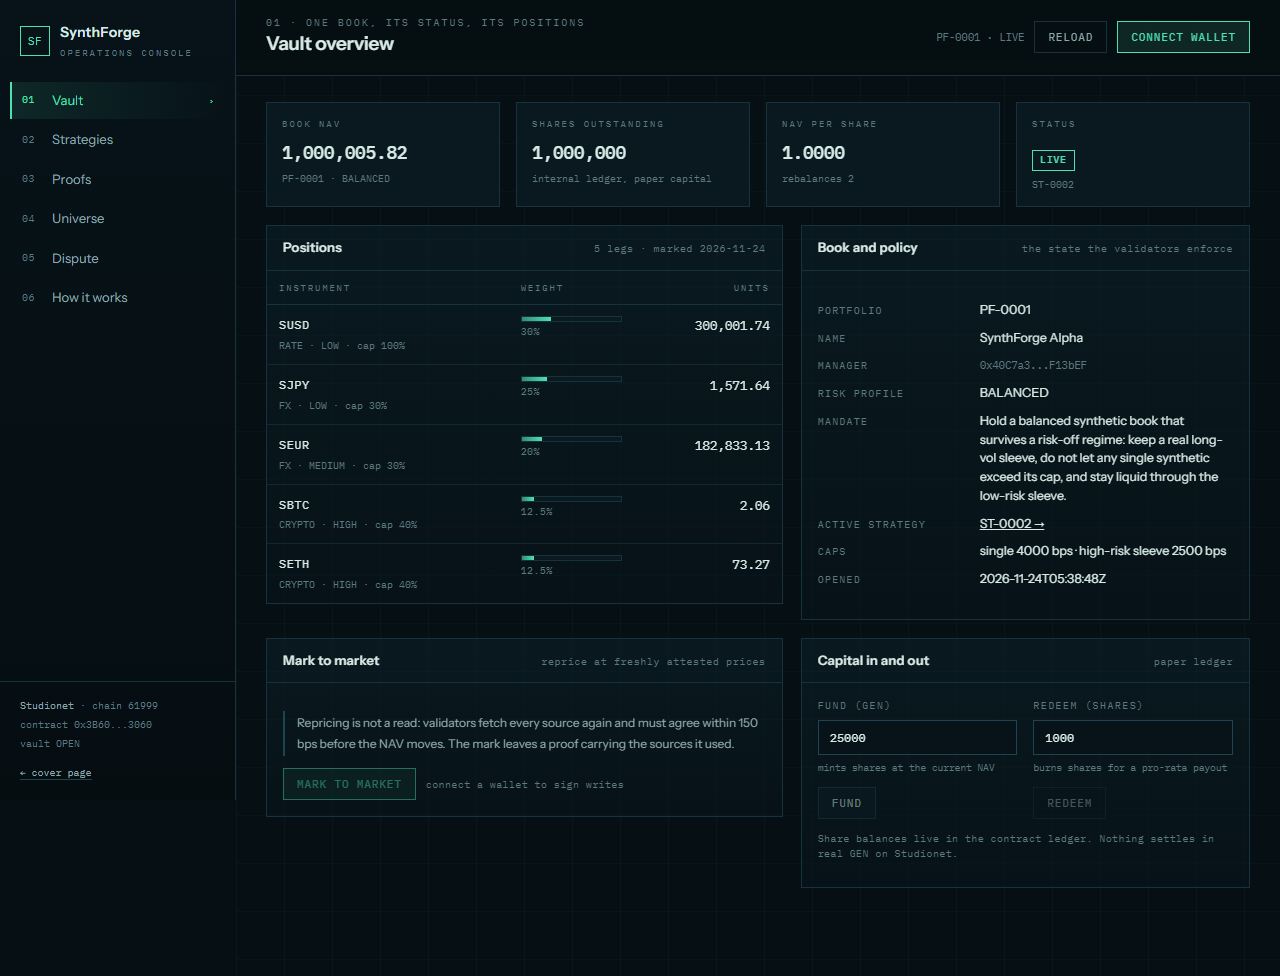 SF
SynthForge
OPERATIONS CONSOLE
01 Vault ›
02 Strategies
03 Proofs
04 Universe
05 Dispute
06 How it works
Studionet · chain 61999
contract 0x3B60...3060
vault OPEN
← cover page
01 · ONE BOOK, ITS STATUS, ITS POSITIONS
Vault overview
PF-0001 · LIVE
RELOAD
CONNECT WALLET
BOOK NAV
1,000,005.82
PF-0001 · BALANCED
SHARES OUTSTANDING
1,000,000
internal ledger, paper capital
NAV PER SHARE
1.0000
rebalances 2
STATUS
LIVE
ST-0002
Positions
5 legs · marked 2026-11-24
INSTRUMENT WEIGHT UNITS
SUSD 300,001.74
30%
RATE · LOW · cap 100%
SJPY 1,571.64
25%
FX · LOW · cap 30%
SEUR 182,833.13
20%
FX · MEDIUM · cap 30%
SBTC 2.06
12.5%
CRYPTO · HIGH · cap 40%
SETH 73.27
12.5%
CRYPTO · HIGH · cap 40%
Book and policy
the state the validators enforce
PORTFOLIO PF-0001
NAME SynthForge Alpha
MANAGER 0x40C7a3...F13bEF
RISK PROFILE BALANCED
MANDATE Hold a balanced synthetic book that
survives a risk-off regime: keep a real long-
vol sleeve, do not let any single synthetic
exceed its cap, and stay liquid through the
low-risk sleeve.
ACTIVE STRATEGY ST-0002 →
CAPS single 4000 bps · high-risk sleeve 2500 bps
OPENED 2026-11-24T05:38:48Z
Mark to market
reprice at freshly attested prices
Repricing is not a read: validators fetch every source again and must agree within 150
bps before the NAV moves. The mark leaves a proof carrying the sources it used.
MARK TO MARKET
connect a wallet to sign writes
Capital in and out
paper ledger
FUND (GEN) REDEEM (SHARES)
25000 1000
mints shares at the current NAV burns shares for a pro-rata payout
FUND REDEEM
Share balances live in the contract ledger. Nothing settles in
real GEN on Studionet.